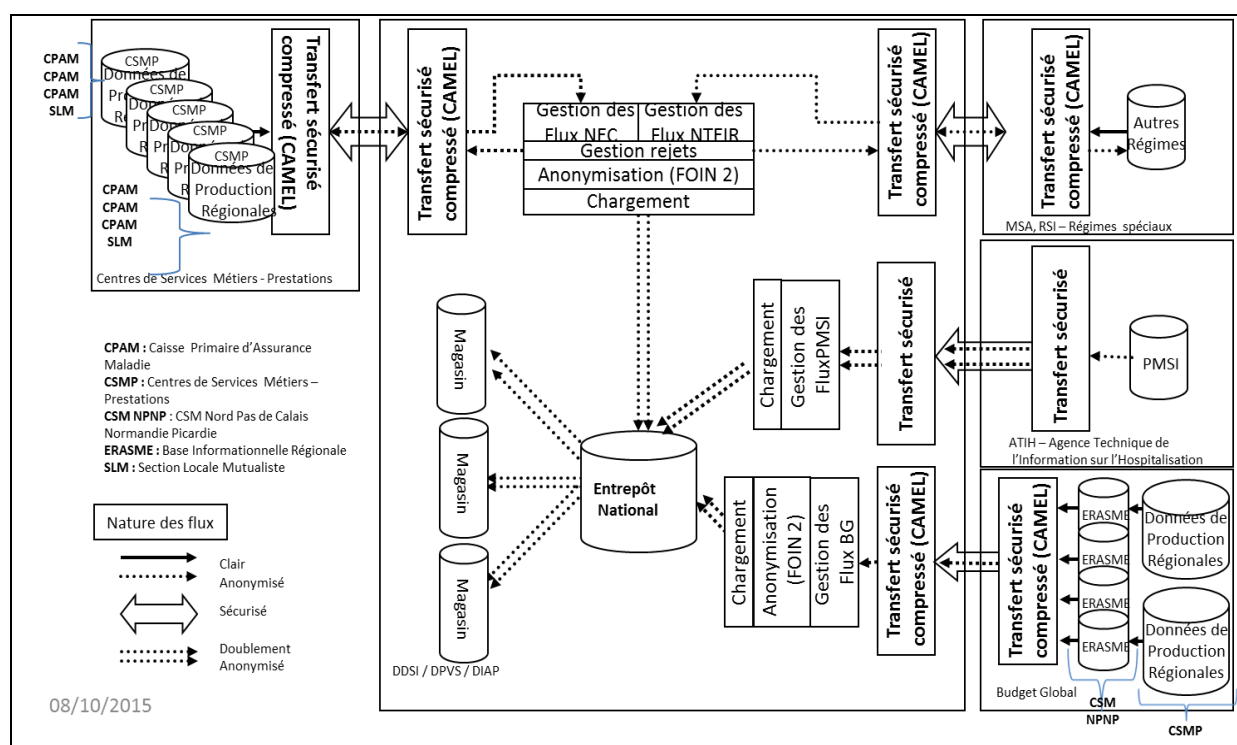 CPAM
CPAM
CPAM
SLM
CSMP
Données de
CSMP
CSMP
CSMP
CSMP
Données de
Production
Régionales
CPAM
CPAM
CPAM
SLM
Centres de Services Métiers - Prestations
Transfért sécurisé
compressé (CAMEL)
Transfert sécurisé
compressé (CAMEL)
Gestion des
Flux NEC
Gestion des
Flux NTEIR
Gestion rejets
Anonymisation (FOIN 2)
Chargement
Transfert sécurisé
compressé (CAMEL)
Transfert sécurisé
compressé (CAMEL)
Autres
Régimes
MSA, RSI – Régimes spéciaux
CPAM : Caisse Primaire d'Assurance
Maladie
CSMP : Centres de Services Métiers –
Prestations
CSM NPNP : CSM Nord Pas de Calais
Normandie Picardie
ERASME : Base Informationnelle Régionale
SLM : Section Locale Mutualiste
Nature des flux
Clair
Anonymisé
Sécurisé
Doublement
Anonymisé
08/10/2015
Magasin
Magasin
Magasin
DDSI / DPVS / DIAP
Entrepôt
National
Chargement
Gestion des
FluxPMSI
Transfert sécurisé
Transfert sécurisé
PMSI
ATIH – Agence Technique de
l'Information sur l'Hospitalisation
Chargement
Anonymisation
(FOIN 2)
Gestion des
Flux BG
Transfert sécurisé
compressé (CAMEL)
Transfert sécurisé
compressé (CAMEL)
ERASME
ERASME
ERASME
ERASME
Données de
Production
Régionales
Données de
Production
Régionales
Budget Global
CSM
NPNP
CSMP